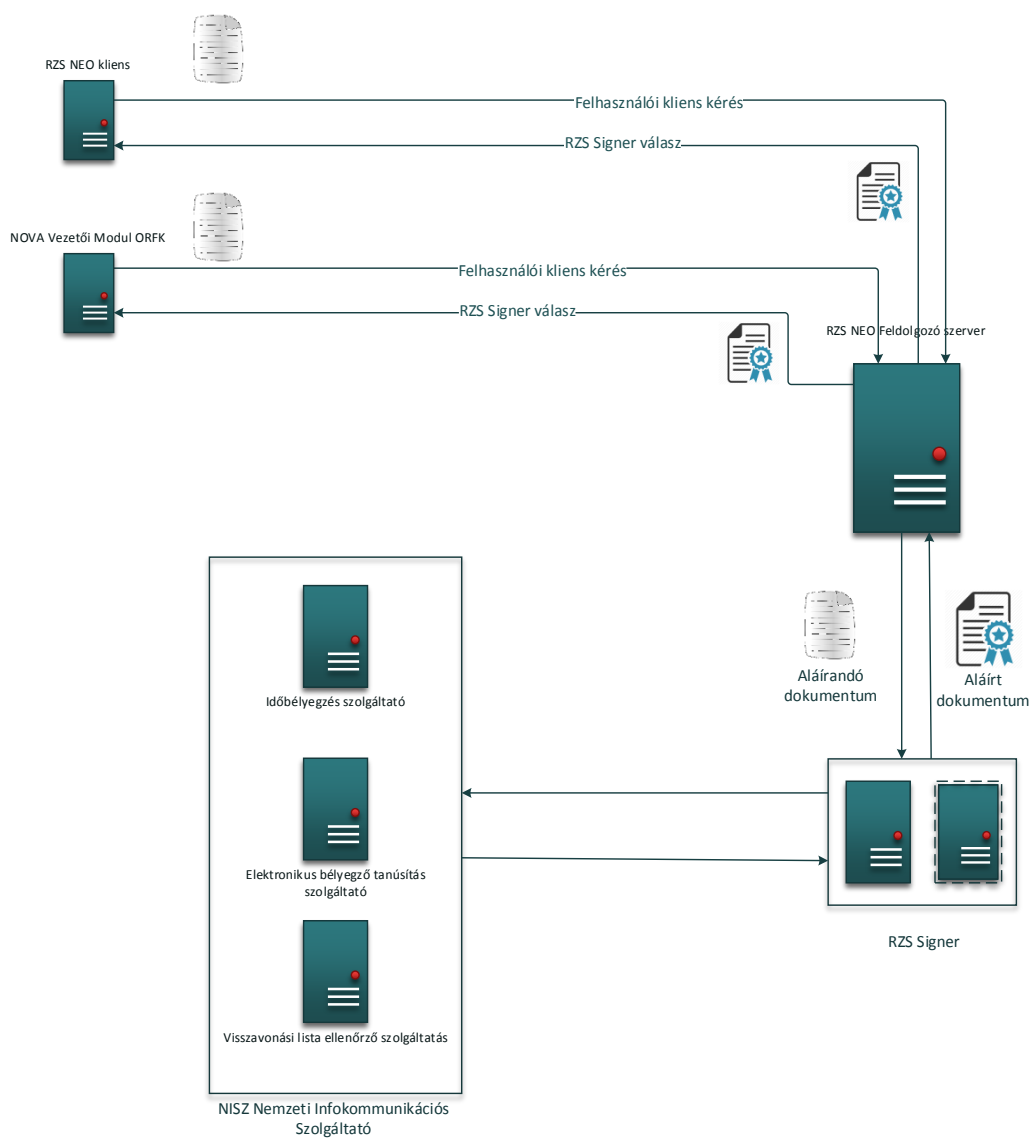 RZS NEO kliens
Felhasználói kliens kérés
RZS Signer válasz
NOVA Vezetői Modul ORFK
Felhasználói kliens kérés
RZS Signer válasz
RZS NEO Feldolgozó szerver
Aláírandó
dokumentum
Aláírt
dokumentum
Időbélyegzés szolgáltató
Elektronikus bélyegző tanúsítás
szolgáltató
Visszavonási lista ellenőrző szolgáltatás
RZS Signer
NISZ Nemzeti Infokommunikációs
Szolgáltató